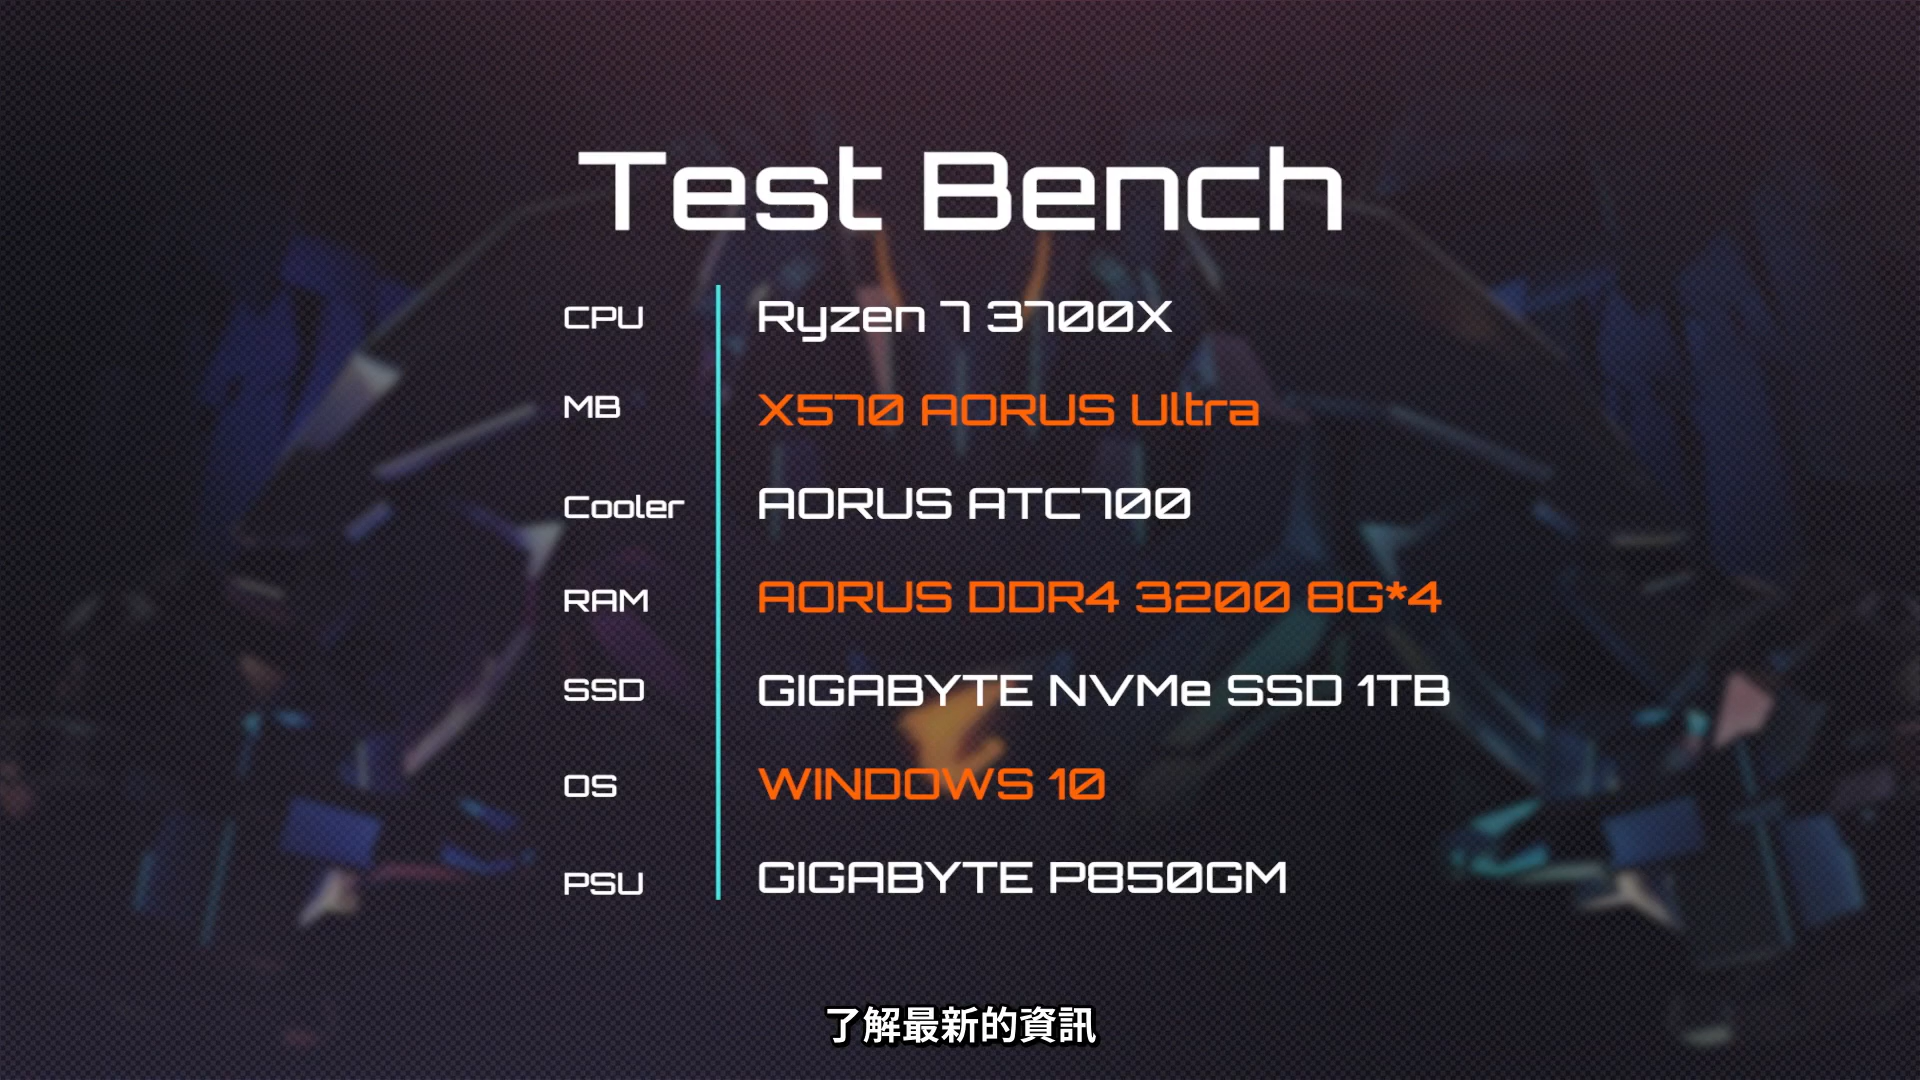 Test Bench
CPU Ryzen 7 3700X
MB X570 AORUS Ultra
Cooler AORUS ATC700
RAM AORUS DDR4 3200 8G*4
SSD GIGABYTE NVMe SSD 1TB
OS WINDOWS 10
PSU GIGABYTE P850GM
了解最新的資訊